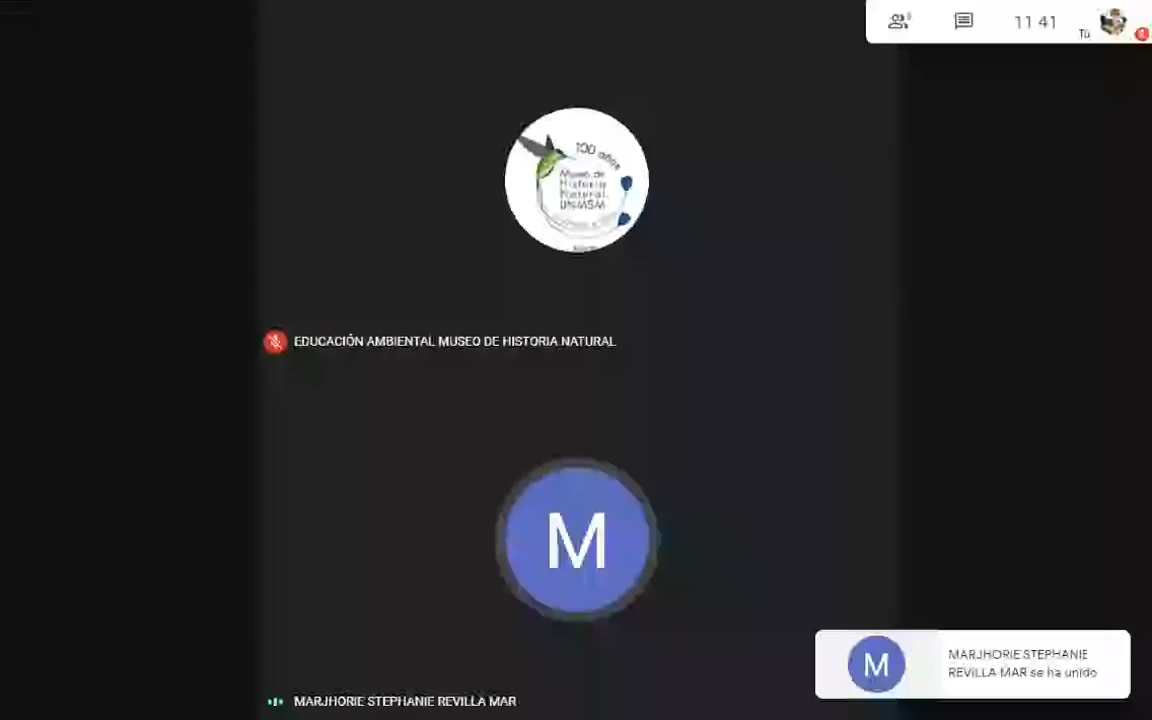 11 41
Tú
100 años
Museo de
Historia
Natural
UNMSM
EDUCACIÓN AMBIENTAL MUSEO DE HISTORIA NATURAL
M
M
MARJHORIE STEPHANIE
REVILLA MAR se ha unido
MARJHORIE STEPHANIE REVILLA MAR